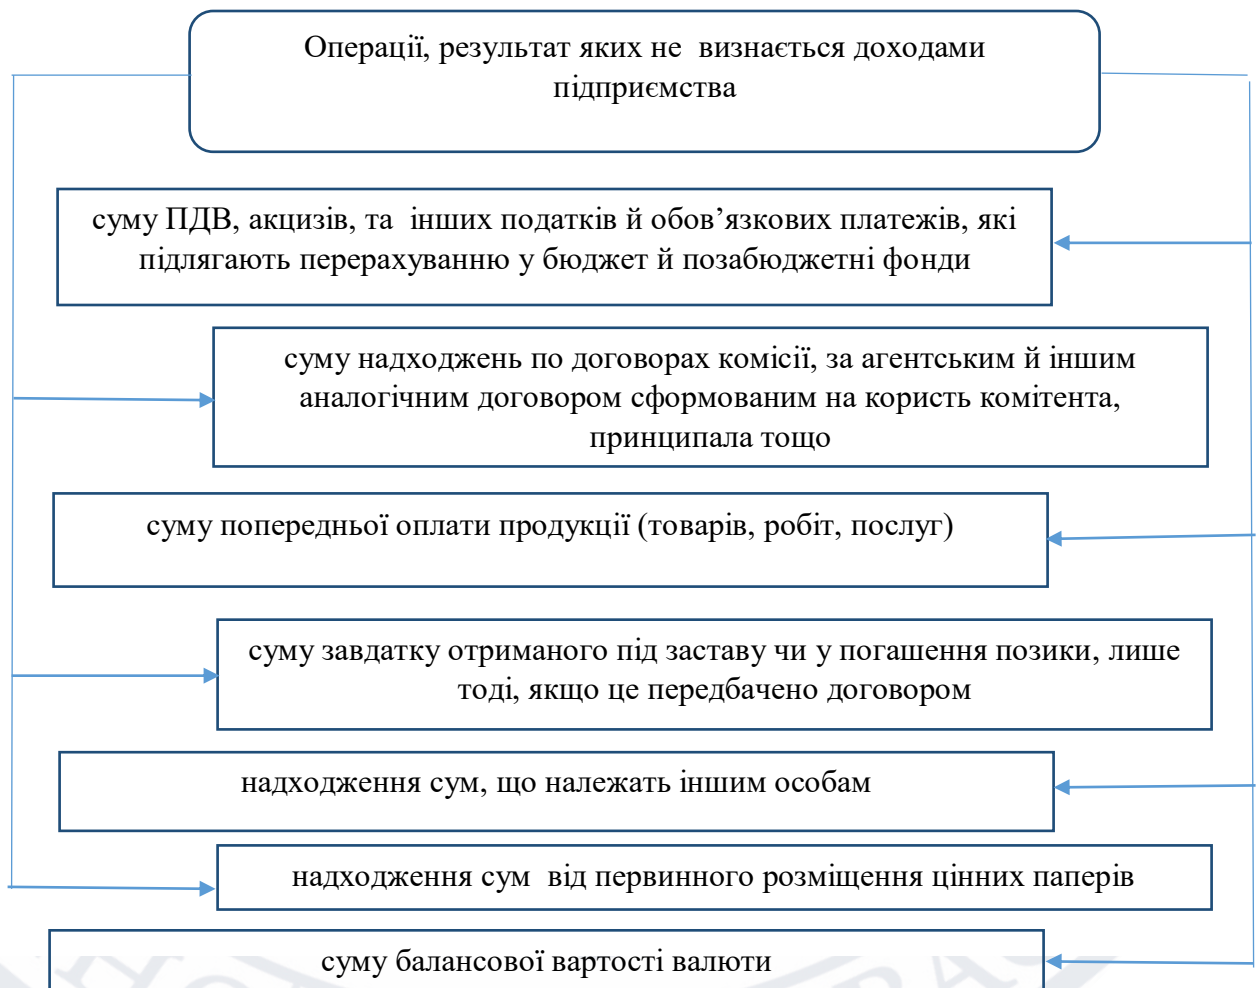 Операції, результат яких не визнається доходами
підприємства
суму ПДВ, акцизів, та інших податків й обов’язкових платежів, які
підлягають перерахуванню у бюджет й позабюджетні фонди
суму надходжень по договорах комісії, за агентським й іншим
аналогічним договором сформованим на користь комітента,
принципала тощо
суму попередньої оплати продукції (товарів, робіт, послуг)
суму завдатку отриманого під заставу чи у погашення позики, лише
тоді, якщо це передбачено договором
надходження сум, що належать іншим особам
надходження сум від первинного розміщення цінних паперів
суму балансової вартості валюти